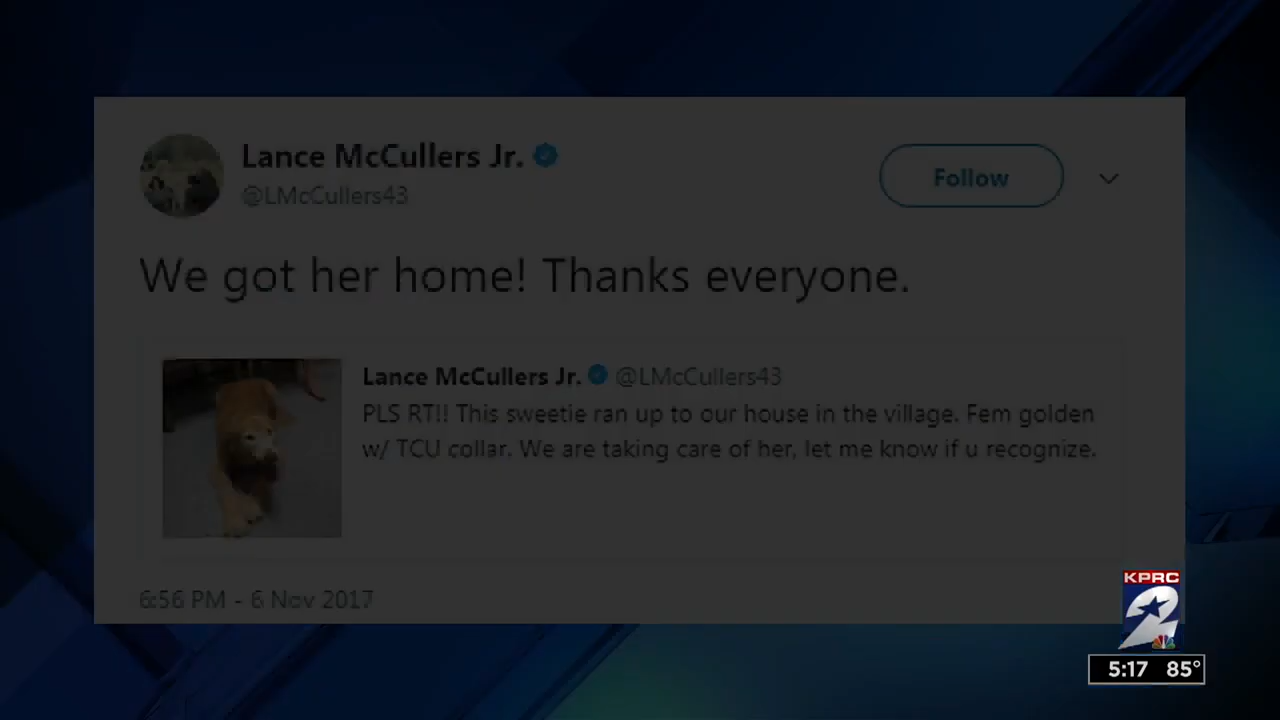 Lance McCullers Jr.
@LMcCullers43
Follow
We got her home! Thanks everyone.
Lance McCullers Jr. @LMcCullers43
PLS RT!! This sweetie ran up to our house in the village. Fem golden
w/ TCU collar. We are taking care of her, let me know if u recognize.
6:56 PM - 6 Nov 2017
KPRC
2
5:17 85°